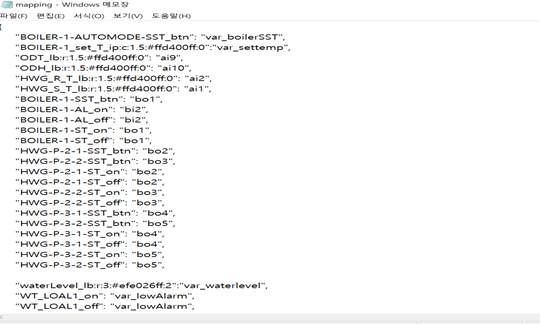 mapping - Windows 메모장
파일(F) 편집(E) 서식(O) 보기(V) 도움말(H)
{
"BOILER-1-AUTOMODE-SST_btn": "var_boilerSST",
"BOILER-1_set_T_ip:c:1.5:#ffd400ff:0":"var_settemp",
"ODT_lb:r:1.5:#ffd400ff:0": "ai9",
"ODH_lb:r:1.5:#ffd400ff:0": "ai10",
"HWG_R_T_lb:r:1.5:#ffd400ff:0": "ai2",
"HWG_S_T_lb:r:1.5:#ffd400ff:0": "ai1",
"BOILER-1-SST_btn": "bo1",
"BOILER-1-AL_on": "bi2",
"BOILER-1-AL_off": "bi2",
"BOILER-1-ST_on": "bo1",
"BOILER-1-ST_off": "bo1",
"HWG-P-2-1-SST_btn": "bo2",
"HWG-P-2-2-SST_btn": "bo3",
"HWG-P-2-1-ST_on": "bo2",
"HWG-P-2-1-ST_off": "bo2",
"HWG-P-2-2-ST_on": "bo3",
"HWG-P-2-2-ST_off": "bo3",
"HWG-P-3-1-SST_btn": "bo4",
"HWG-P-3-2-SST_btn": "bo5",
"HWG-P-3-1-ST_on": "bo4",
"HWG-P-3-1-ST_off": "bo4",
"HWG-P-3-2-ST_on": "bo5",
"HWG-P-3-2-ST_off": "bo5",
"waterLevel_lb:r:3:#efe026ff:2":"var_waterlevel",
"WT_LOAL1_on": "var_lowAlarm",
"WT_LOAL1_off": "var_lowAlarm",